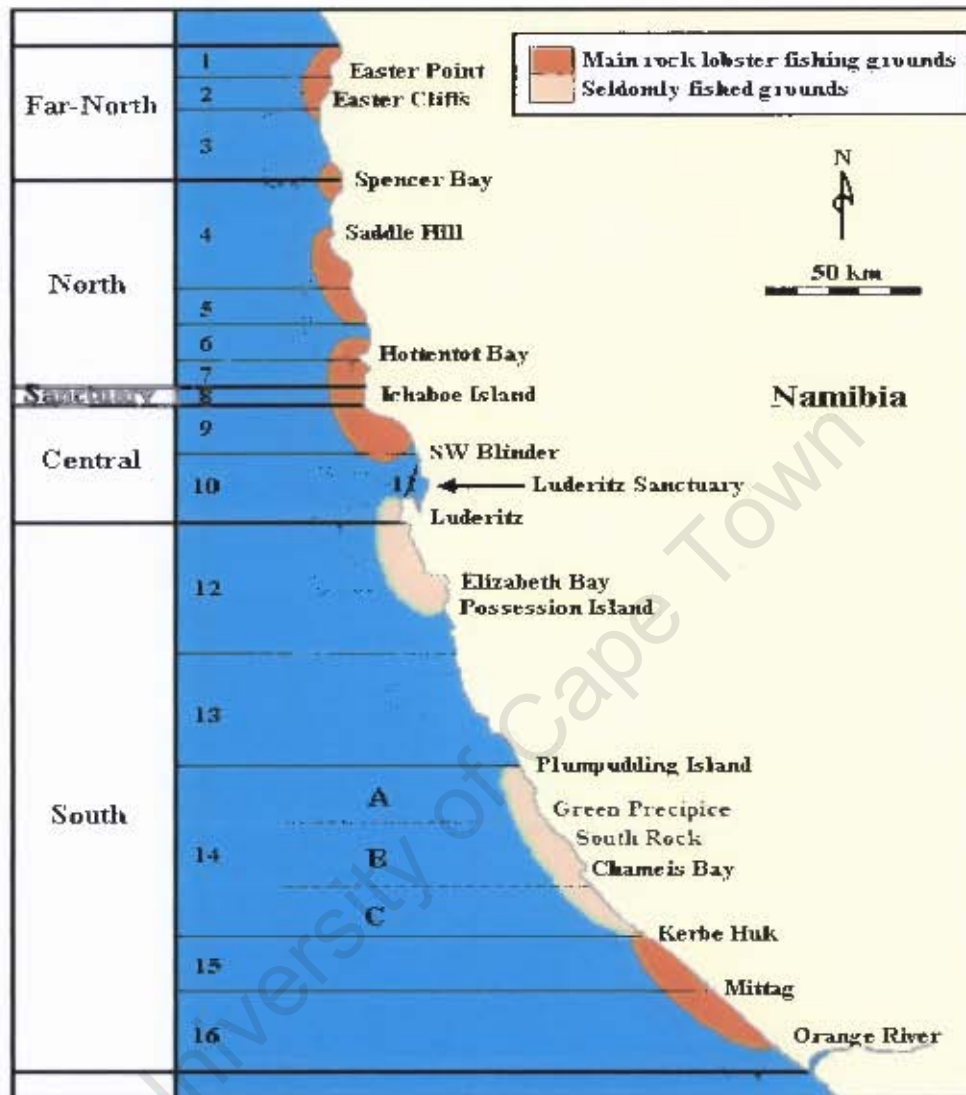 Main rock lobster fishing grounds
Seldomly fished grounds
N
50 km
Namibia
Far-North
North
Sanctuary
Central
South
1
2
3
4
5
6
7
8
9
10
11
12
13
14
A
B
C
15
16
Easter Point
Easter Cliffs
Spencer Bay
Saddle Hill
Hottentot Bay
Ichaboe Island
SW Blinder
Luderitz Sanctuary
Luderitz
Elizabeth Bay
Possession Island
Plumpudding Island
Green Precipice
South Rock
Chameis Bay
Kerbe Huk
Mittag
Orange River
University of Cape Town